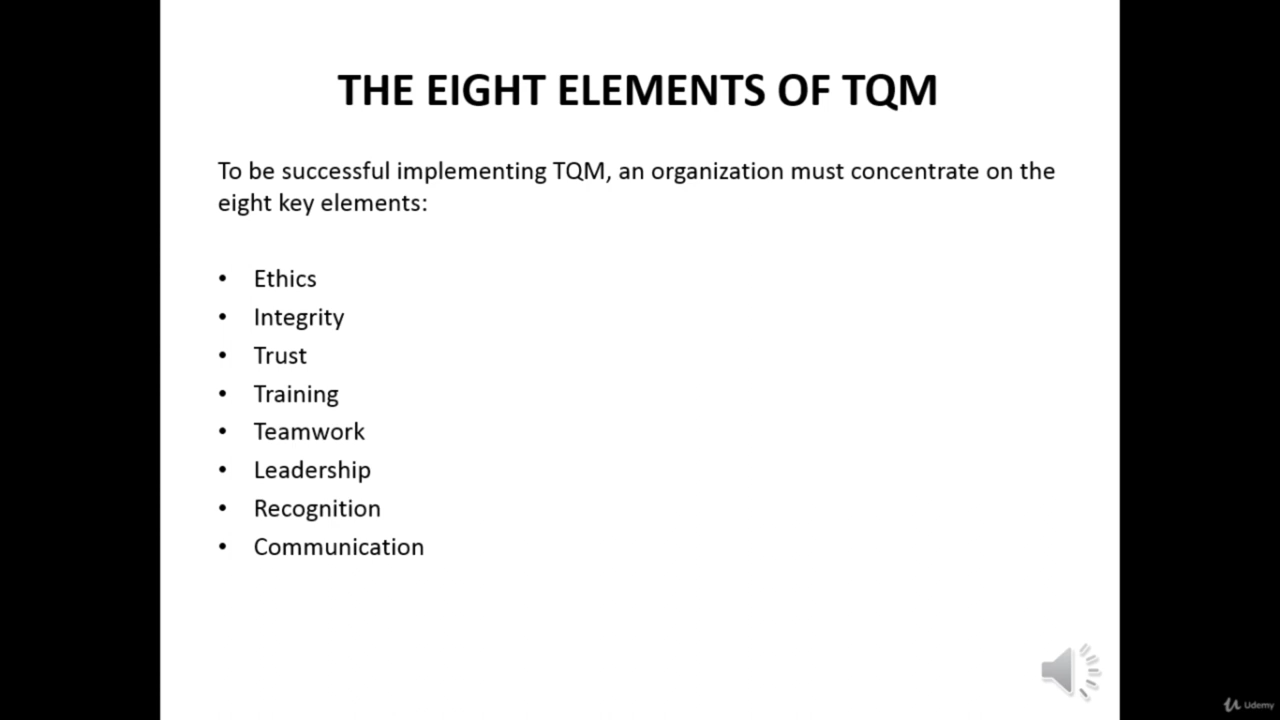 THE EIGHT ELEMENTS OF TQM
To be successful implementing TQM, an organization must concentrate on the
eight key elements:
• Ethics
• Integrity
• Trust
• Training
• Teamwork
• Leadership
• Recognition
• Communication
Udemy